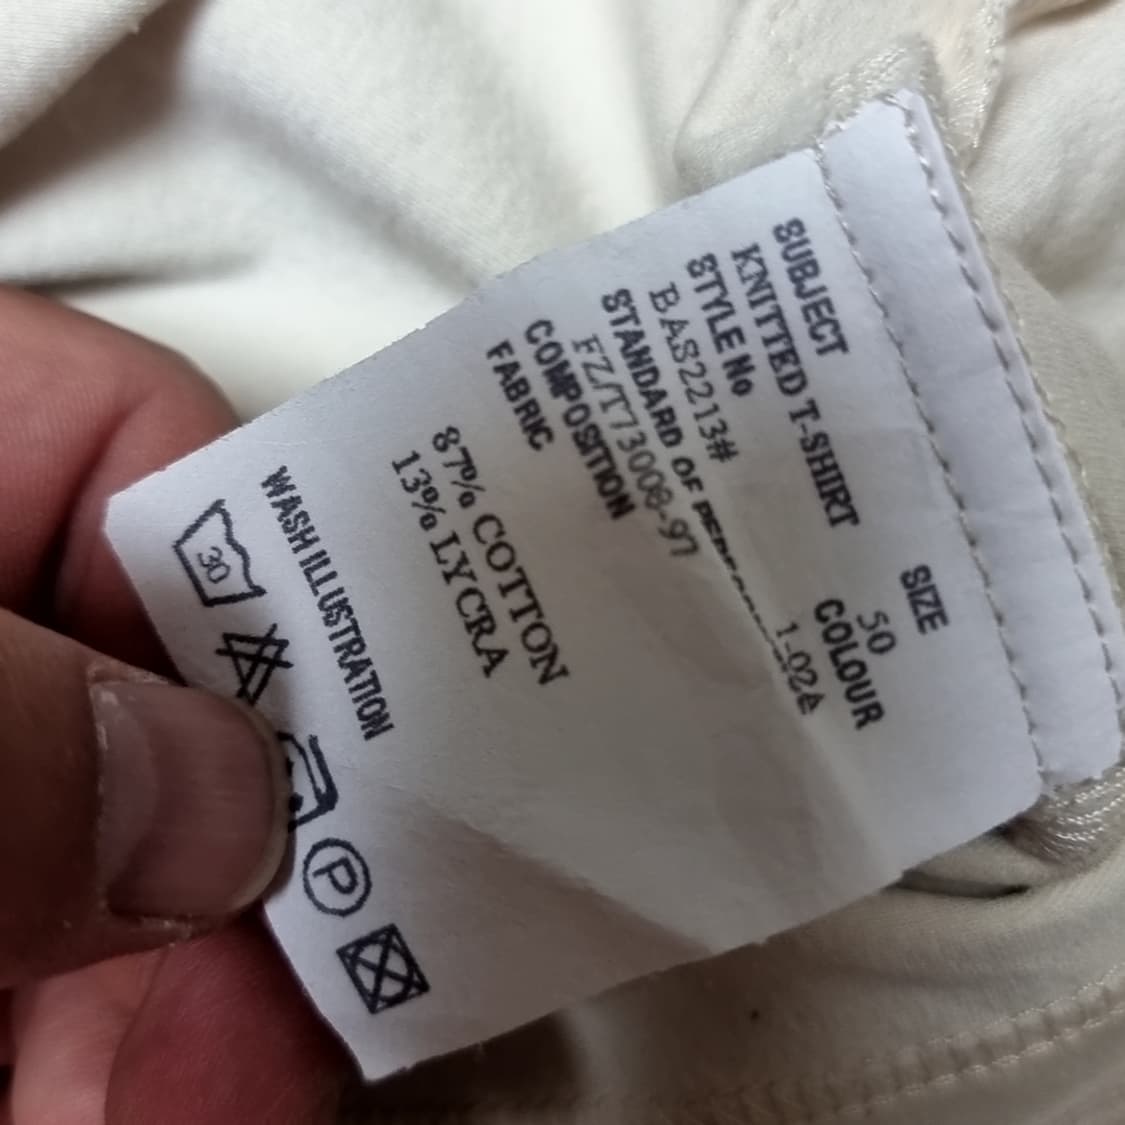 SIZE
50
COLOUR
1-02#
SUBJECT
KNITTED T-SHIRT
STYLE No
BAS2213#
STANDARD OF
FZ/T73008-97
COMPOSITION
FABRIC
87% COTTON
13% LYCRA
WASH ILLUSTRATION
30
P